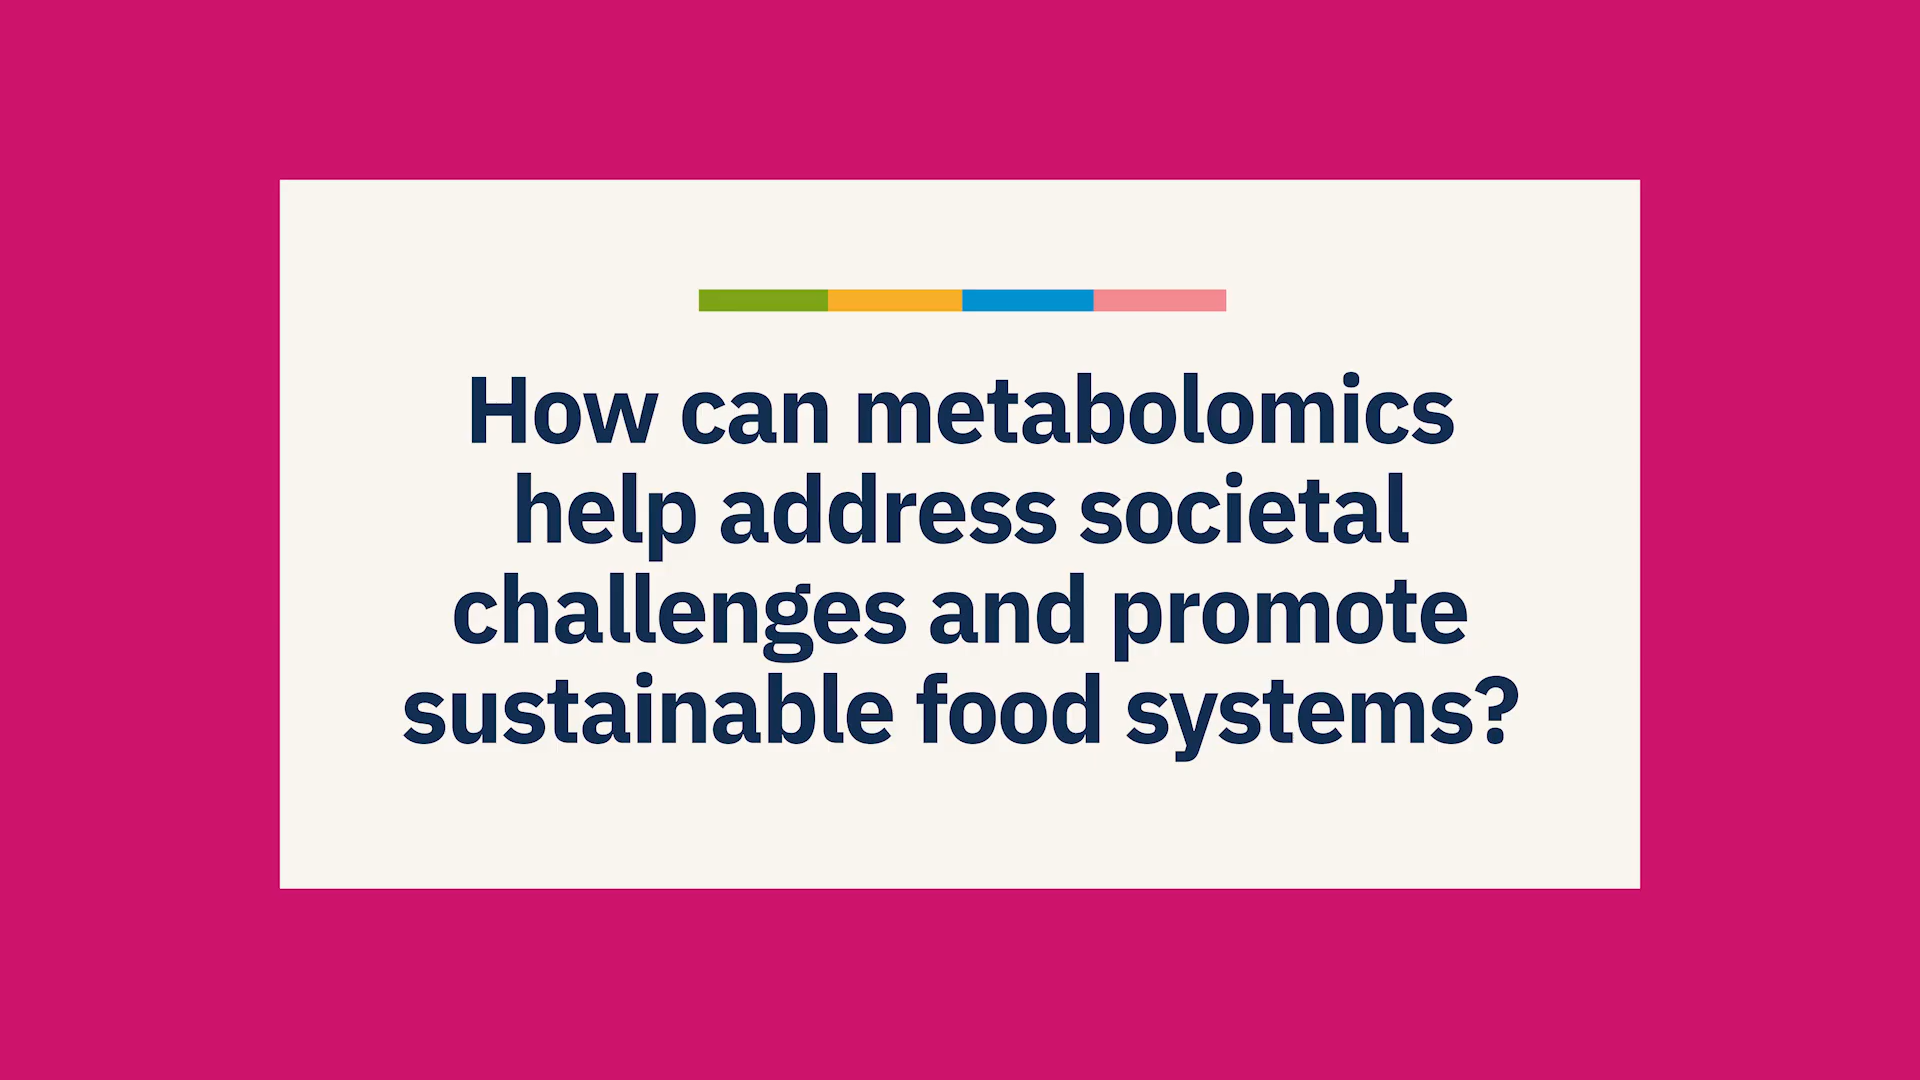 How can metabolomics
help address societal
challenges and promote
sustainable food systems?